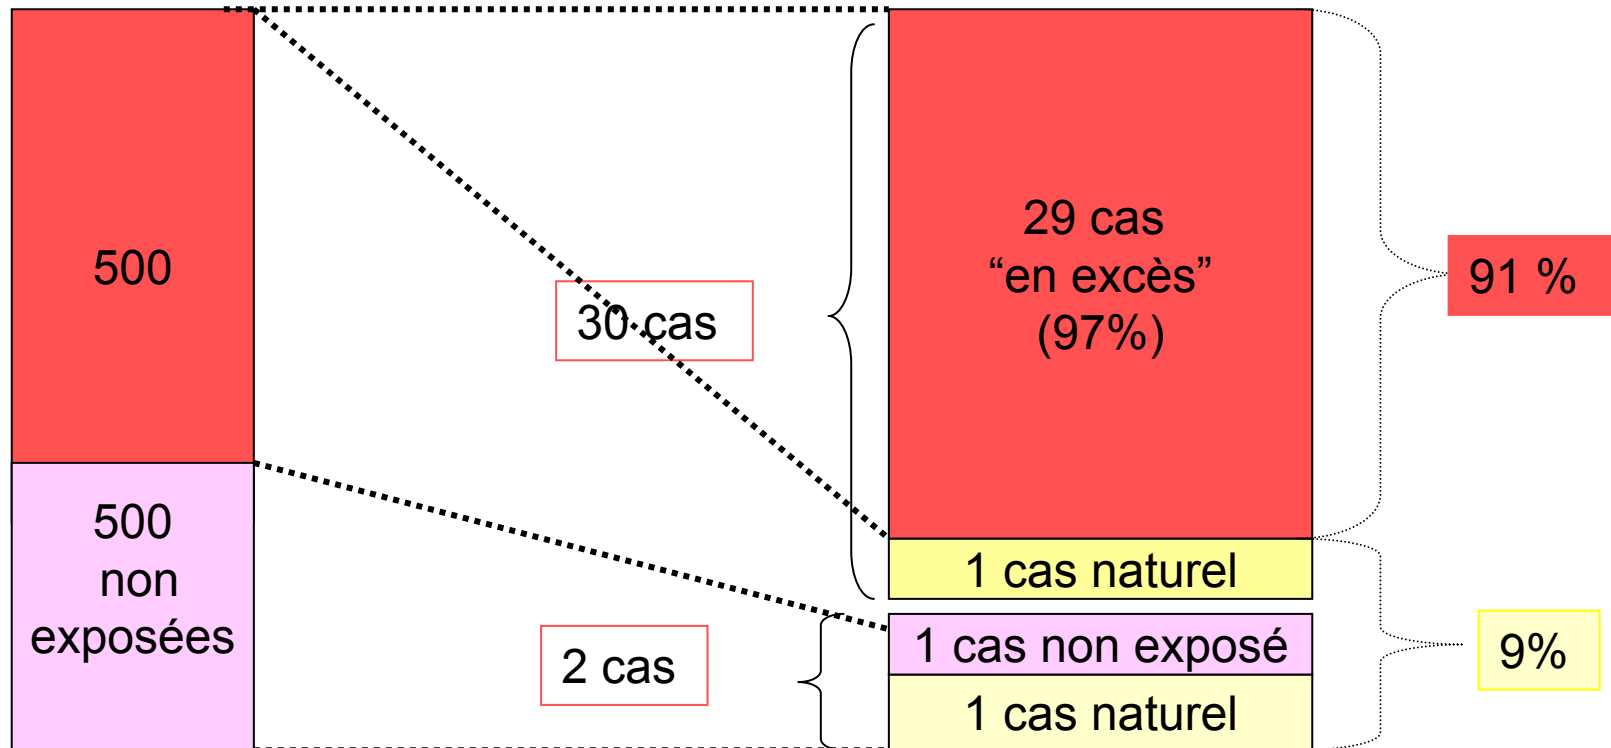 500
500
non
exposées
30 cas
2 cas
29 cas
“en excès”
(97%)
1 cas naturel
1 cas non exposé
1 cas naturel
91 %
9%